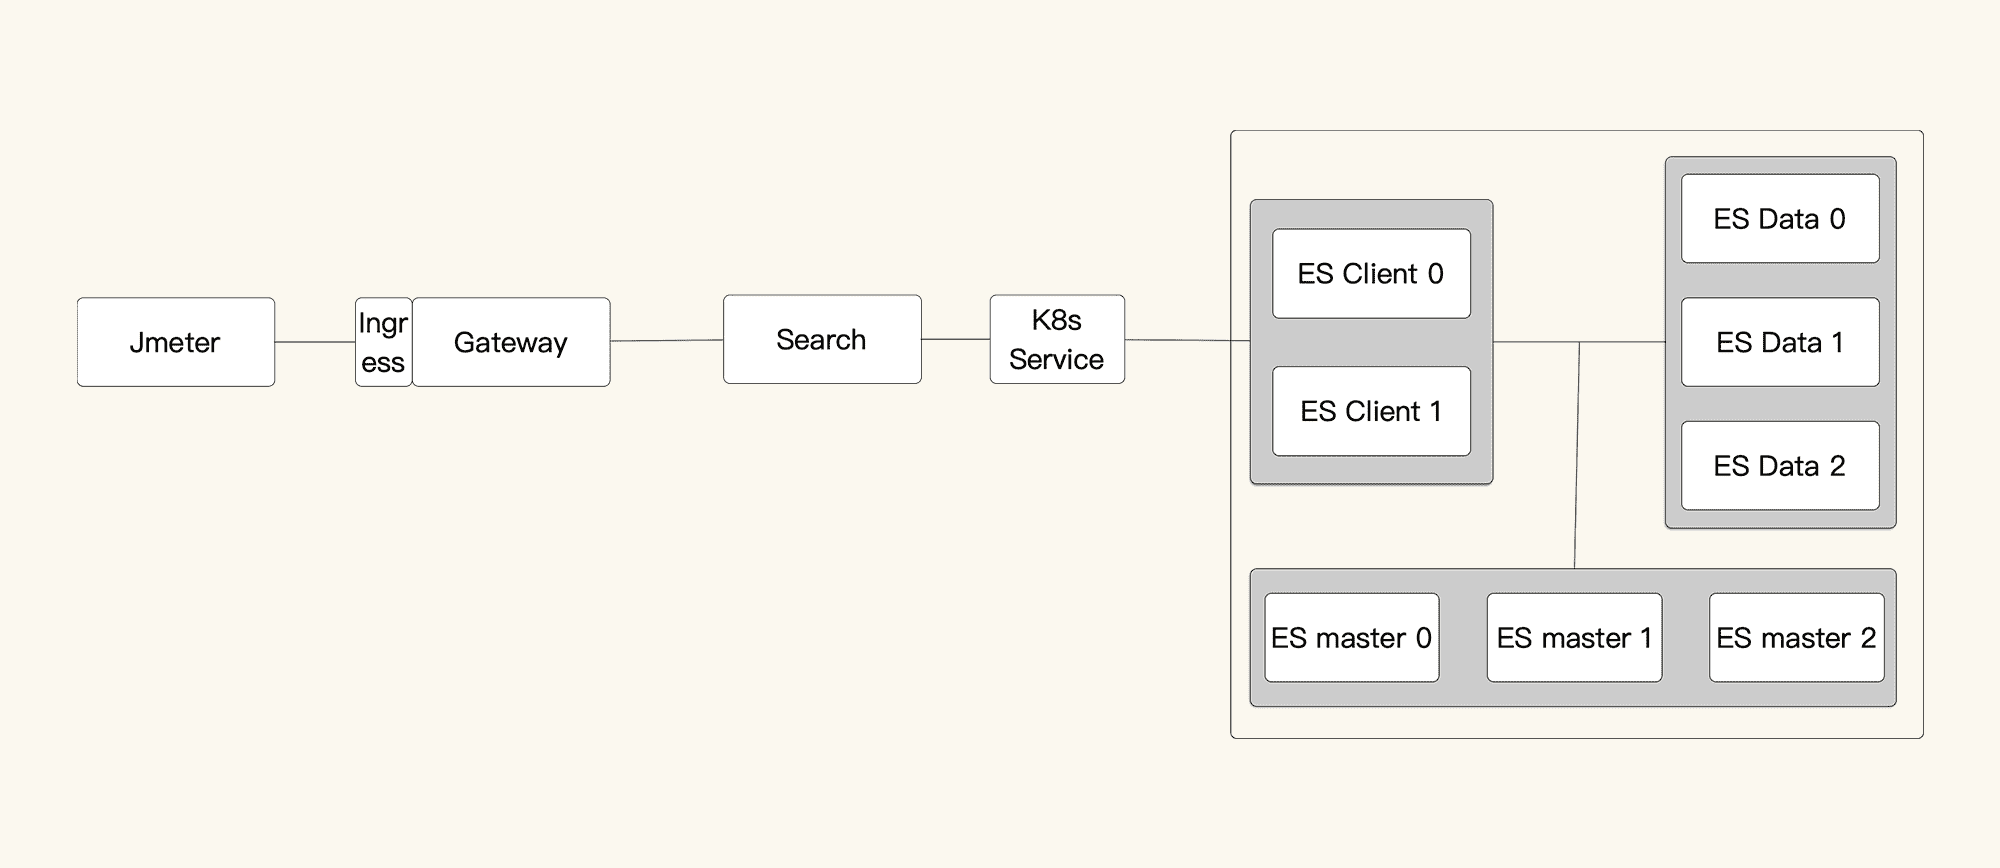 Jmeter
Ingr
ess
Gateway
Search
K8s
Service
ES Client 0
ES Client 1
ES Data 0
ES Data 1
ES Data 2
ES master 0
ES master 1
ES master 2